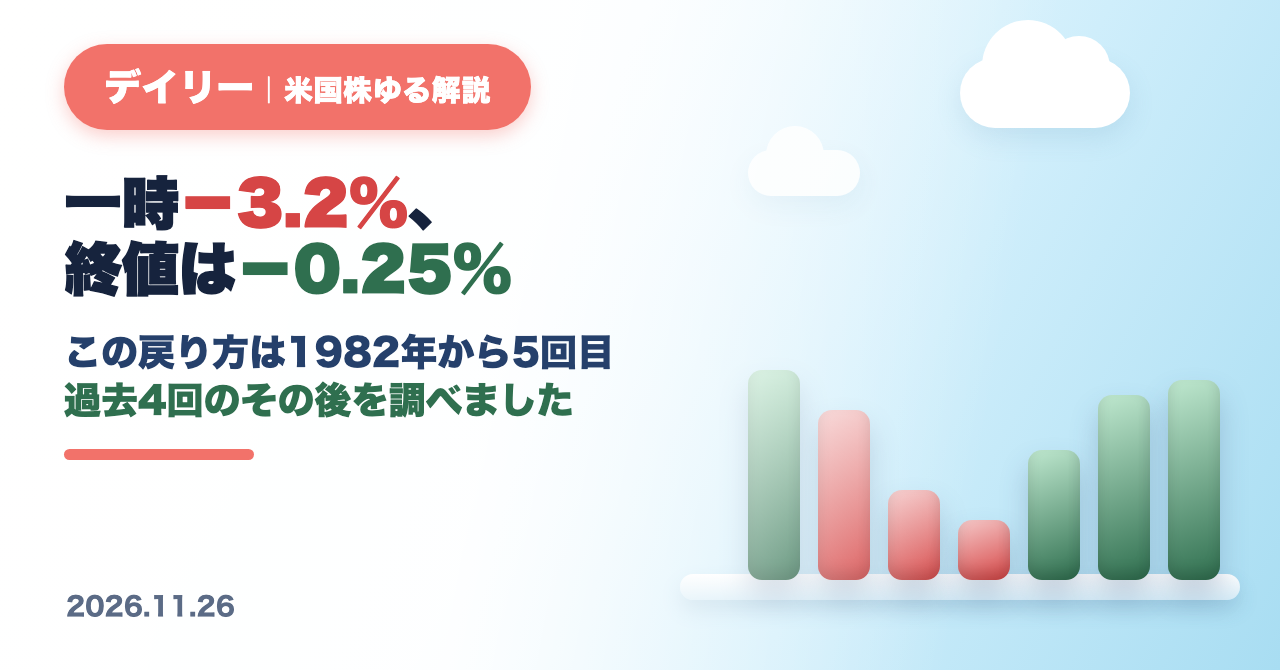 デイリー｜米国株ゆる解説
一時−3.2%、
終値は−0.25%
この戻り方は1982年から5回目
過去4回のその後を調べました
2026.11.26